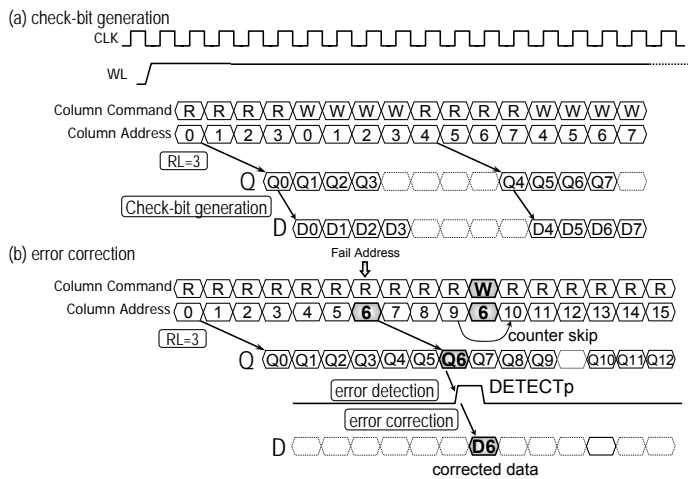 (a) check-bit generation
CLK
WL
Column Command R R R R W W W W R R R R W W W W
Column Address 0 1 2 3 0 1 2 3 4 5 6 7 4 5 6 7
RL=3
Q Q0 Q1 Q2 Q3 Q4 Q5 Q6 Q7
Check-bit generation
D D0 D1 D2 D3 D4 D5 D6 D7
(b) error correction
Fail Address
Column Command R R R R R R R R R R W R R R R R R
Column Address 0 1 2 3 4 5 6 7 8 9 6 10 11 12 13 14 15
counter skip
RL=3
Q Q0 Q1 Q2 Q3 Q4 Q5 Q6 Q7 Q8 Q9 Q10 Q11 Q12
error detection DETECTp
error correction
D D6
corrected data